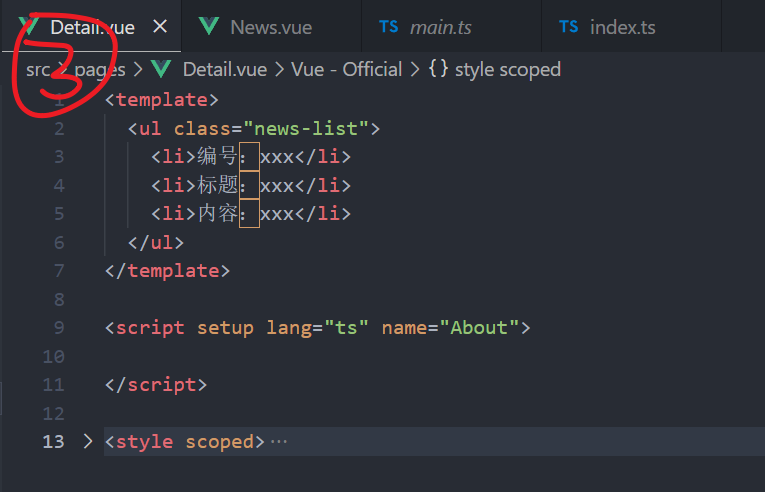 Detail.vue × News.vue TS main.ts TS index.ts
src > pages > Detail.vue > Vue - Official > {} style scoped
3
1 <template>
2 <ul class="news-list">
3 <li>编号：xxx</li>
4 <li>标题：xxx</li>
5 <li>内容：xxx</li>
6 </ul>
7 </template>
8
9 <script setup lang="ts" name="About">
10
11 </script>
12
13 > <style scoped>···